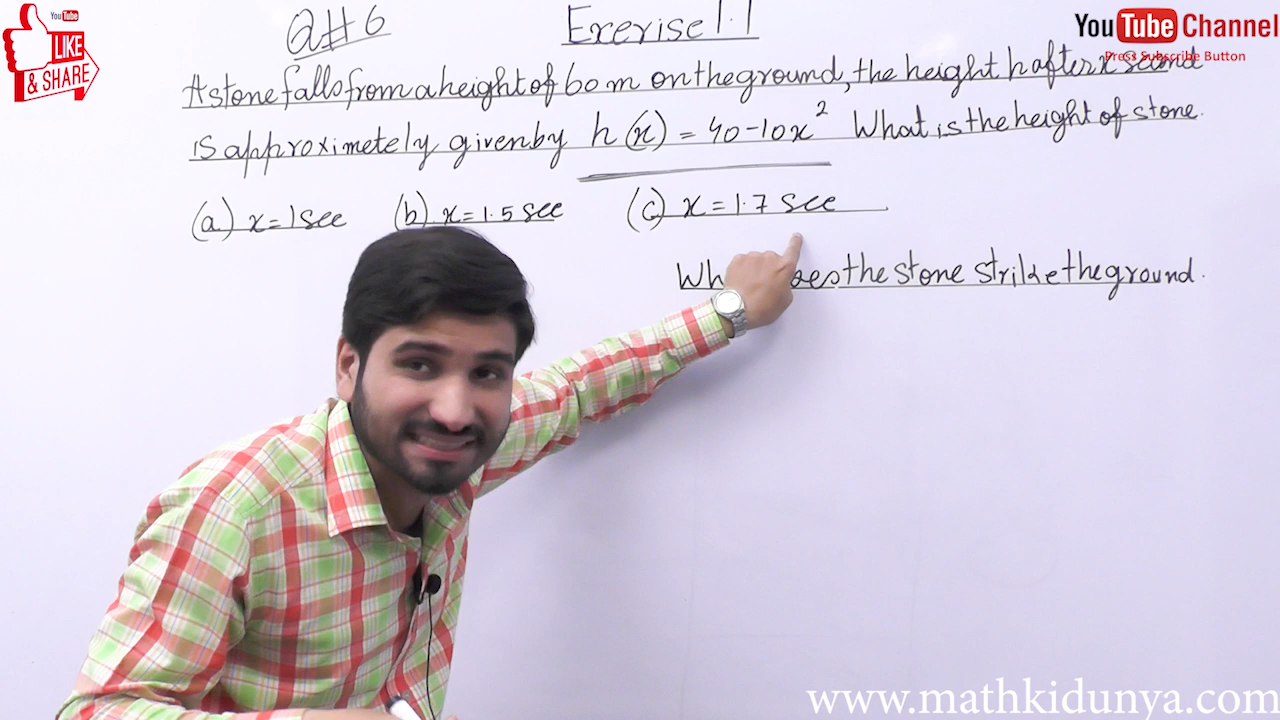 YouTube
LIKE
& SHARE
Q#6
Exerise 1.1
YouTube Channel
Press Subscribe Button
A stone falls from a height of 60 m on the ground, the height h after x second
is approximetely given by h(x) = 40-10x² What is the height of stone.
(a) x = 1 sec (b) x = 1.5 sec (c) x = 1.7 sec
does the stone strike the ground.
www.mathkidunya.com